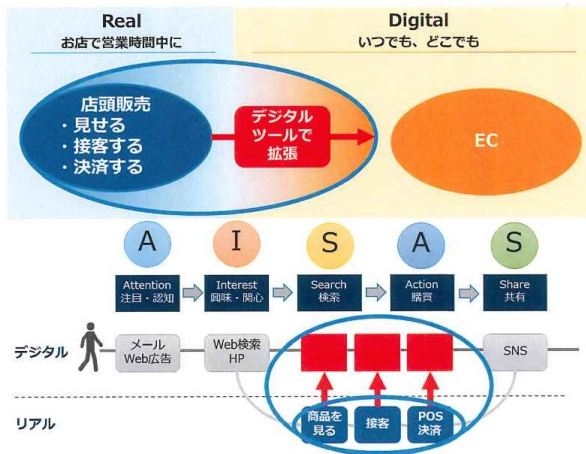 Real
お店で営業時間中に
Digital
いつでも、どこでも
店頭販売
・見せる
・接客する
・決済する
デジタル
ツールで
拡張
EC
A
I
S
A
S
Attention
注目・認知
Interest
興味・関心
Search
検索
Action
購買
Share
共有
デジタル
メール
Web広告
Web検索
HP
SNS
リアル
商品を
見る
接客
POS
決済